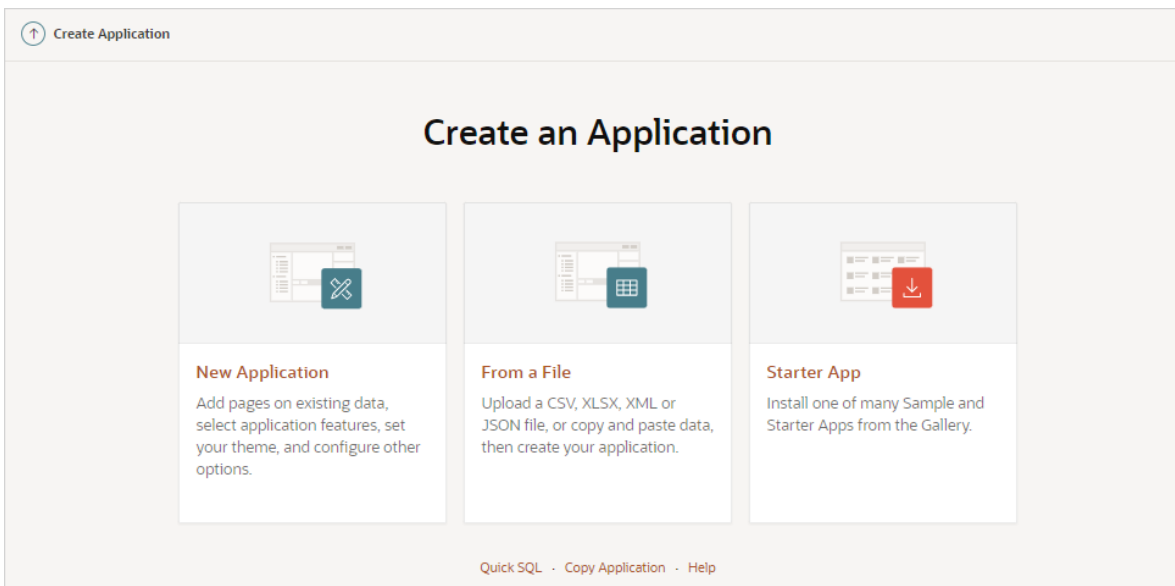 Create Application
Create an Application
New Application
Add pages on existing data,
select application features, set
your theme, and configure other
options.
From a File
Upload a CSV, XLSX, XML or
JSON file, or copy and paste data,
then create your application.
Starter App
Install one of many Sample and
Starter Apps from the Gallery.
Quick SQL · Copy Application · Help